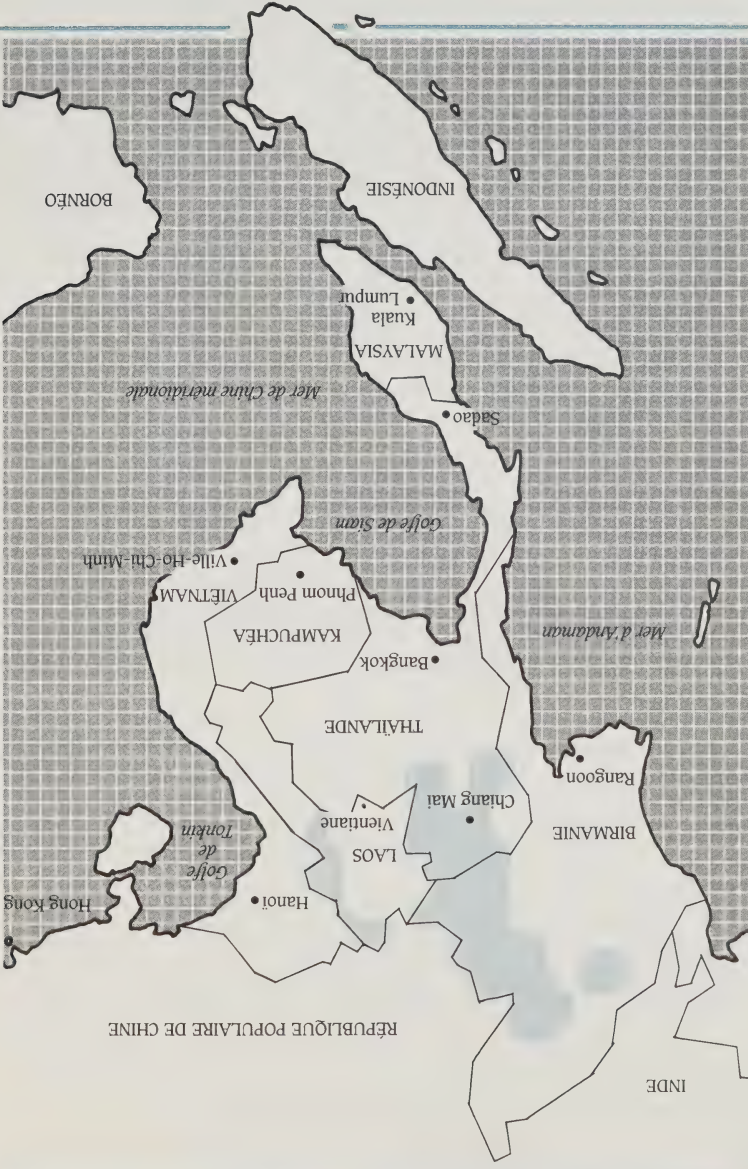 INDE
RÉPUBLIQUE POPULAIRE DE CHINE
Hong Kong
Hanoï
Golfe
de
Tonkin
LAOS
Vientiane
BIRMANIE
Chiang Mai
Rangoon
THAÏLANDE
Bangkok
KAMPUCHÉA
Phnom Penh
VIÊTNAM
Ville-Ho-Chi-Minh
Mer d'Andaman
Golfe de Siam
Sadao
Mer de Chine méridionale
MALAYSIA
Kuala
Lumpur
INDONÉSIE
BORNÉO